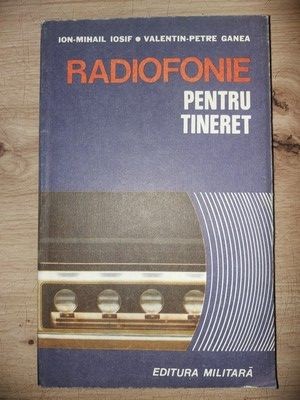 ION-MIHAIL IOSIF • VALENTIN-PETRE GANEA
RADIOFONIE
PENTRU
TINERET
EDITURA MILITARĂ